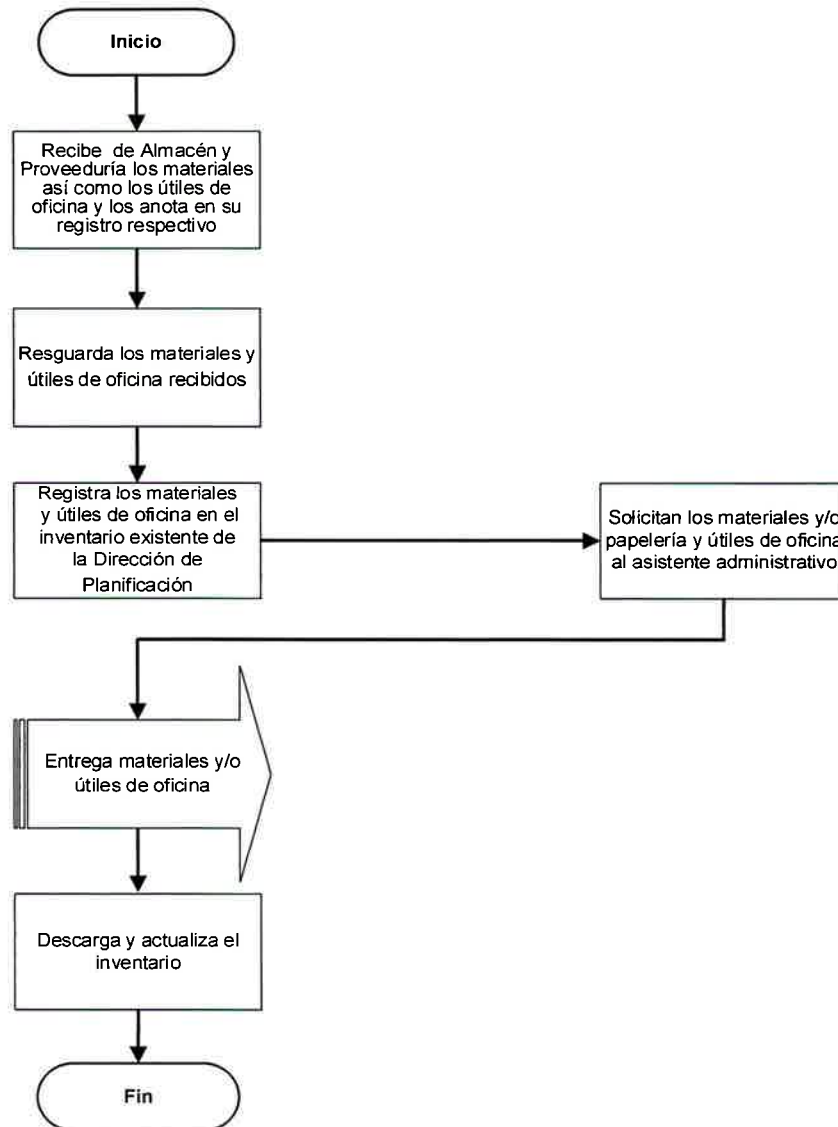 Inicio
Recibe de Almacén y
Proveeduría los materiales
así como los útiles de
oficina y los anota en su
registro respectivo
Resguarda los materiales y
útiles de oficina recibidos
Registra los materiales
y útiles de oficina en el
inventario existente de
la Dirección de
Planificación
Solicitan los materiales y/o
papelería y útiles de oficina
al asistente administrativo
Entrega materiales y/o
útiles de oficina
Descarga y actualiza el
inventario
Fin